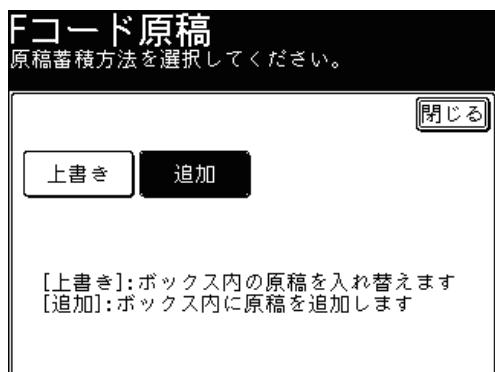 Fコード原稿
原稿蓄積方法を選択してください。
閉じる
上書き 追加
[上書き]:ボックス内の原稿を入れ替えます
[追加]:ボックス内に原稿を追加します